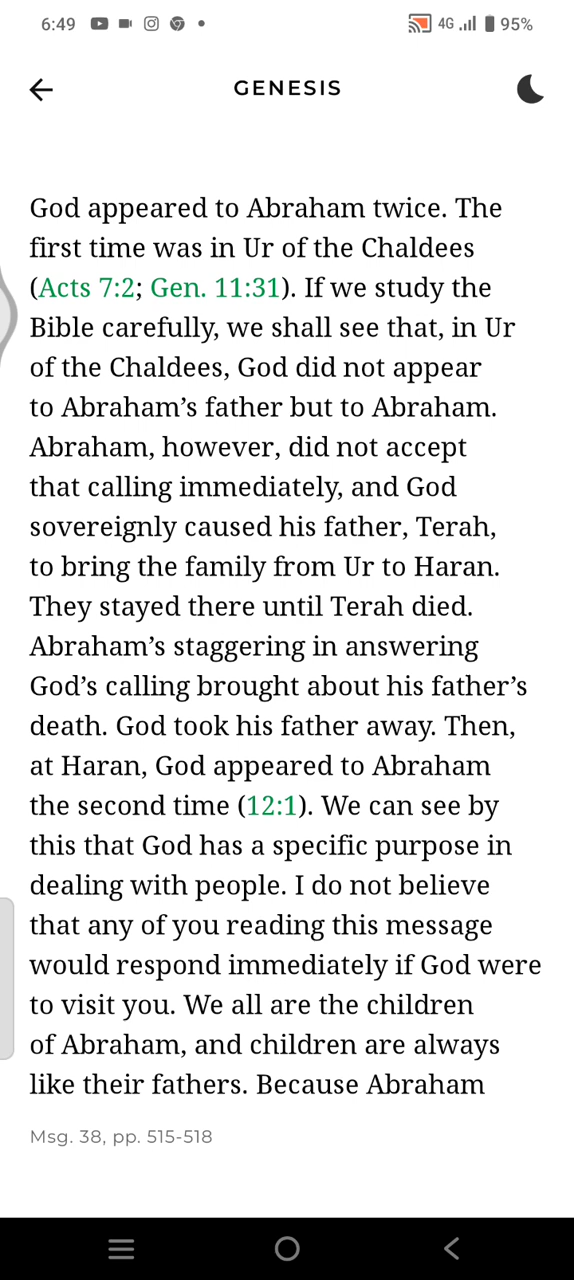 6:49
4G
95%
GENESIS
God appeared to Abraham twice. The
first time was in Ur of the Chaldees
(Acts 7:2; Gen. 11:31). If we study the
Bible carefully, we shall see that, in Ur
of the Chaldees, God did not appear
to Abraham’s father but to Abraham.
Abraham, however, did not accept
that calling immediately, and God
sovereignly caused his father, Terah,
to bring the family from Ur to Haran.
They stayed there until Terah died.
Abraham’s staggering in answering
God’s calling brought about his father’s
death. God took his father away. Then,
at Haran, God appeared to Abraham
the second time (12:1). We can see by
this that God has a specific purpose in
dealing with people. I do not believe
that any of you reading this message
would respond immediately if God were
to visit you. We all are the children
of Abraham, and children are always
like their fathers. Because Abraham
Msg. 38, pp. 515-518